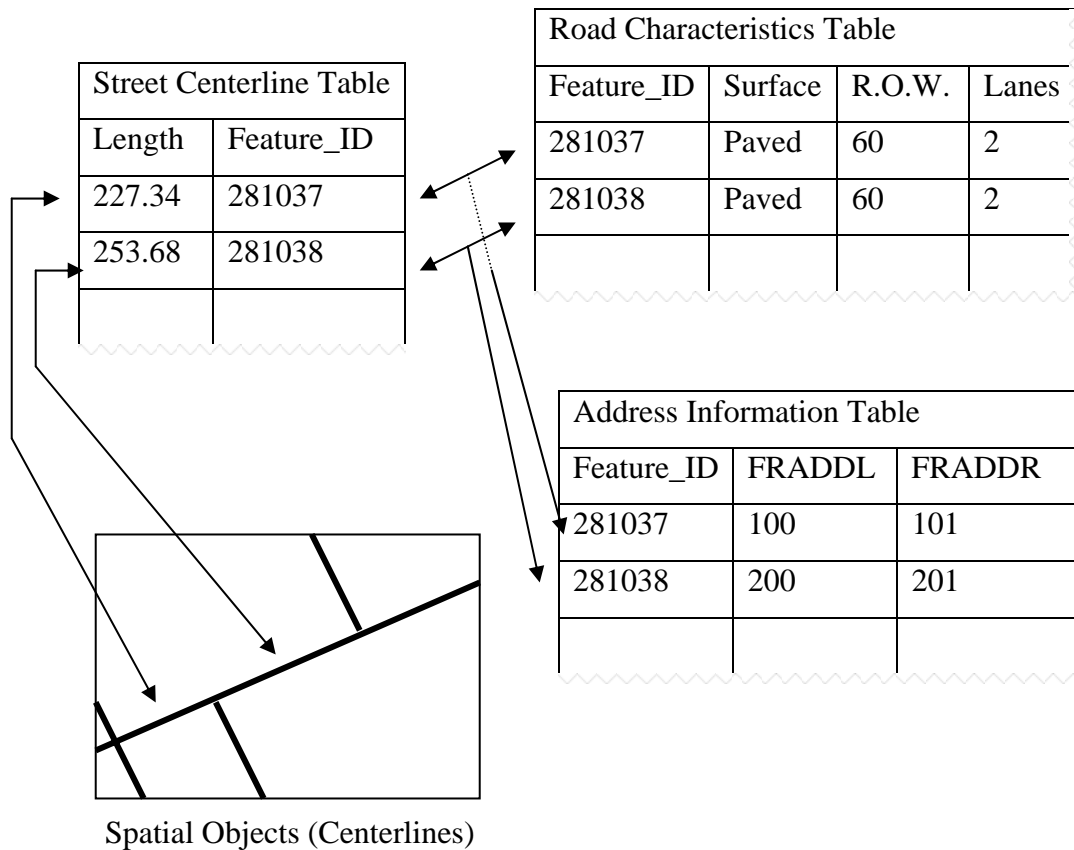 Road Characteristics Table
Feature_ID Surface R.O.W. Lanes
281037 Paved 60 2
281038 Paved 60 2
Street Centerline Table
Length Feature_ID
227.34 281037
253.68 281038
Address Information Table
Feature_ID FRADDL FRADDR
281037 100 101
281038 200 201
Spatial Objects (Centerlines)